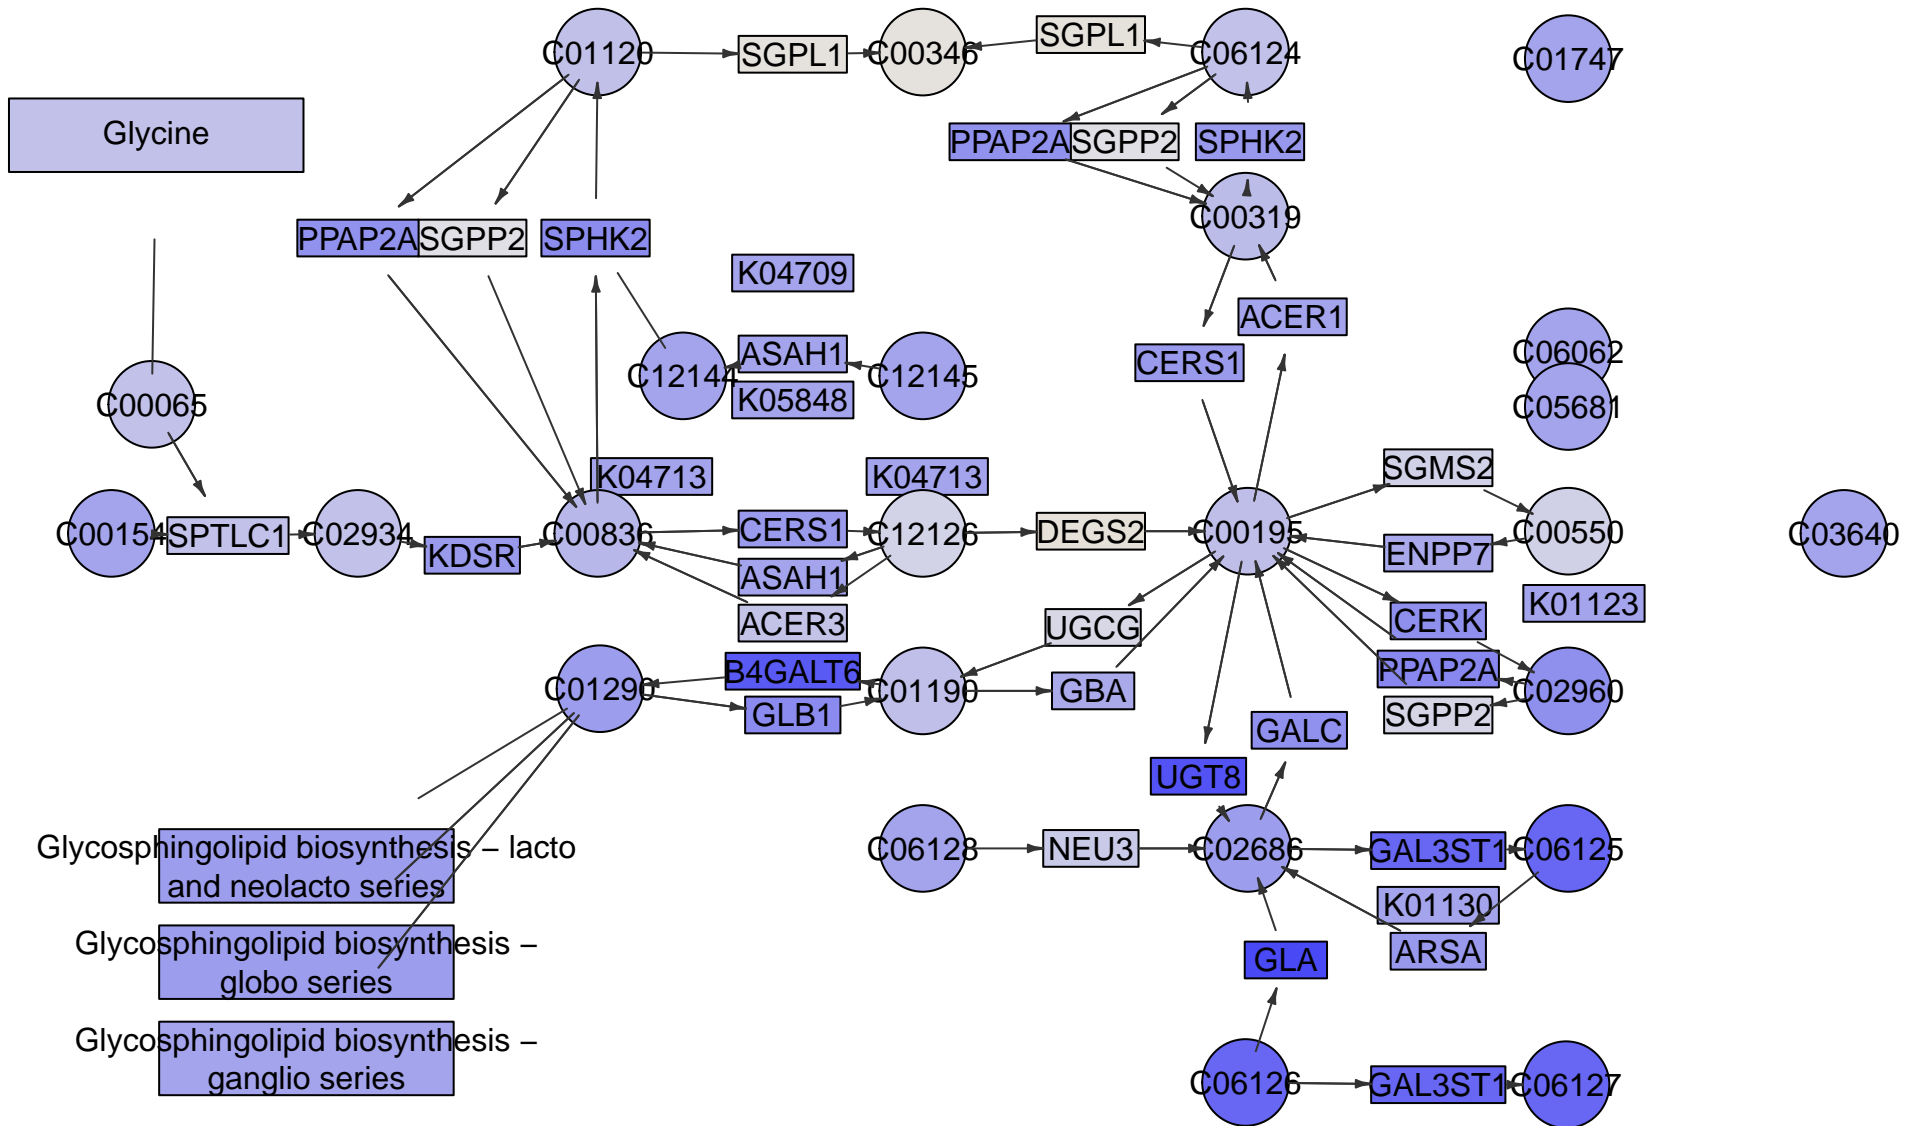 C01120
SGPL1
C00346
SGPL1
C06124
C01747
Glycine
PPAP2A
SGPP2
SPHK2
C00319
PPAP2A
SGPP2
SPHK2
K04709
ACER1
C12144
ASAH1
C12145
CERS1
C06062
K05848
C00065
C05681
K04713
K04713
SGMS2
C00154
SPTLC1
C02934
KDSR
C00836
CERS1
C12126
DEGS2
C00195
C00550
C03640
ENPP7
ASAH1
K01123
ACER3
UGCG
CERK
B4GALT6
PPAP2A
C01290
C01190
GBA
C02960
GLB1
SGPP2
GALC
UGT8
Glycosphingolipid biosynthesis – lacto
and neolacto series
C06128
NEU3
C02686
GAL3ST1
C06125
K01130
Glycosphingolipid biosynthesis –
globo series
GLA
ARSA
Glycosphingolipid biosynthesis –
ganglio series
C06126
GAL3ST1
C06127